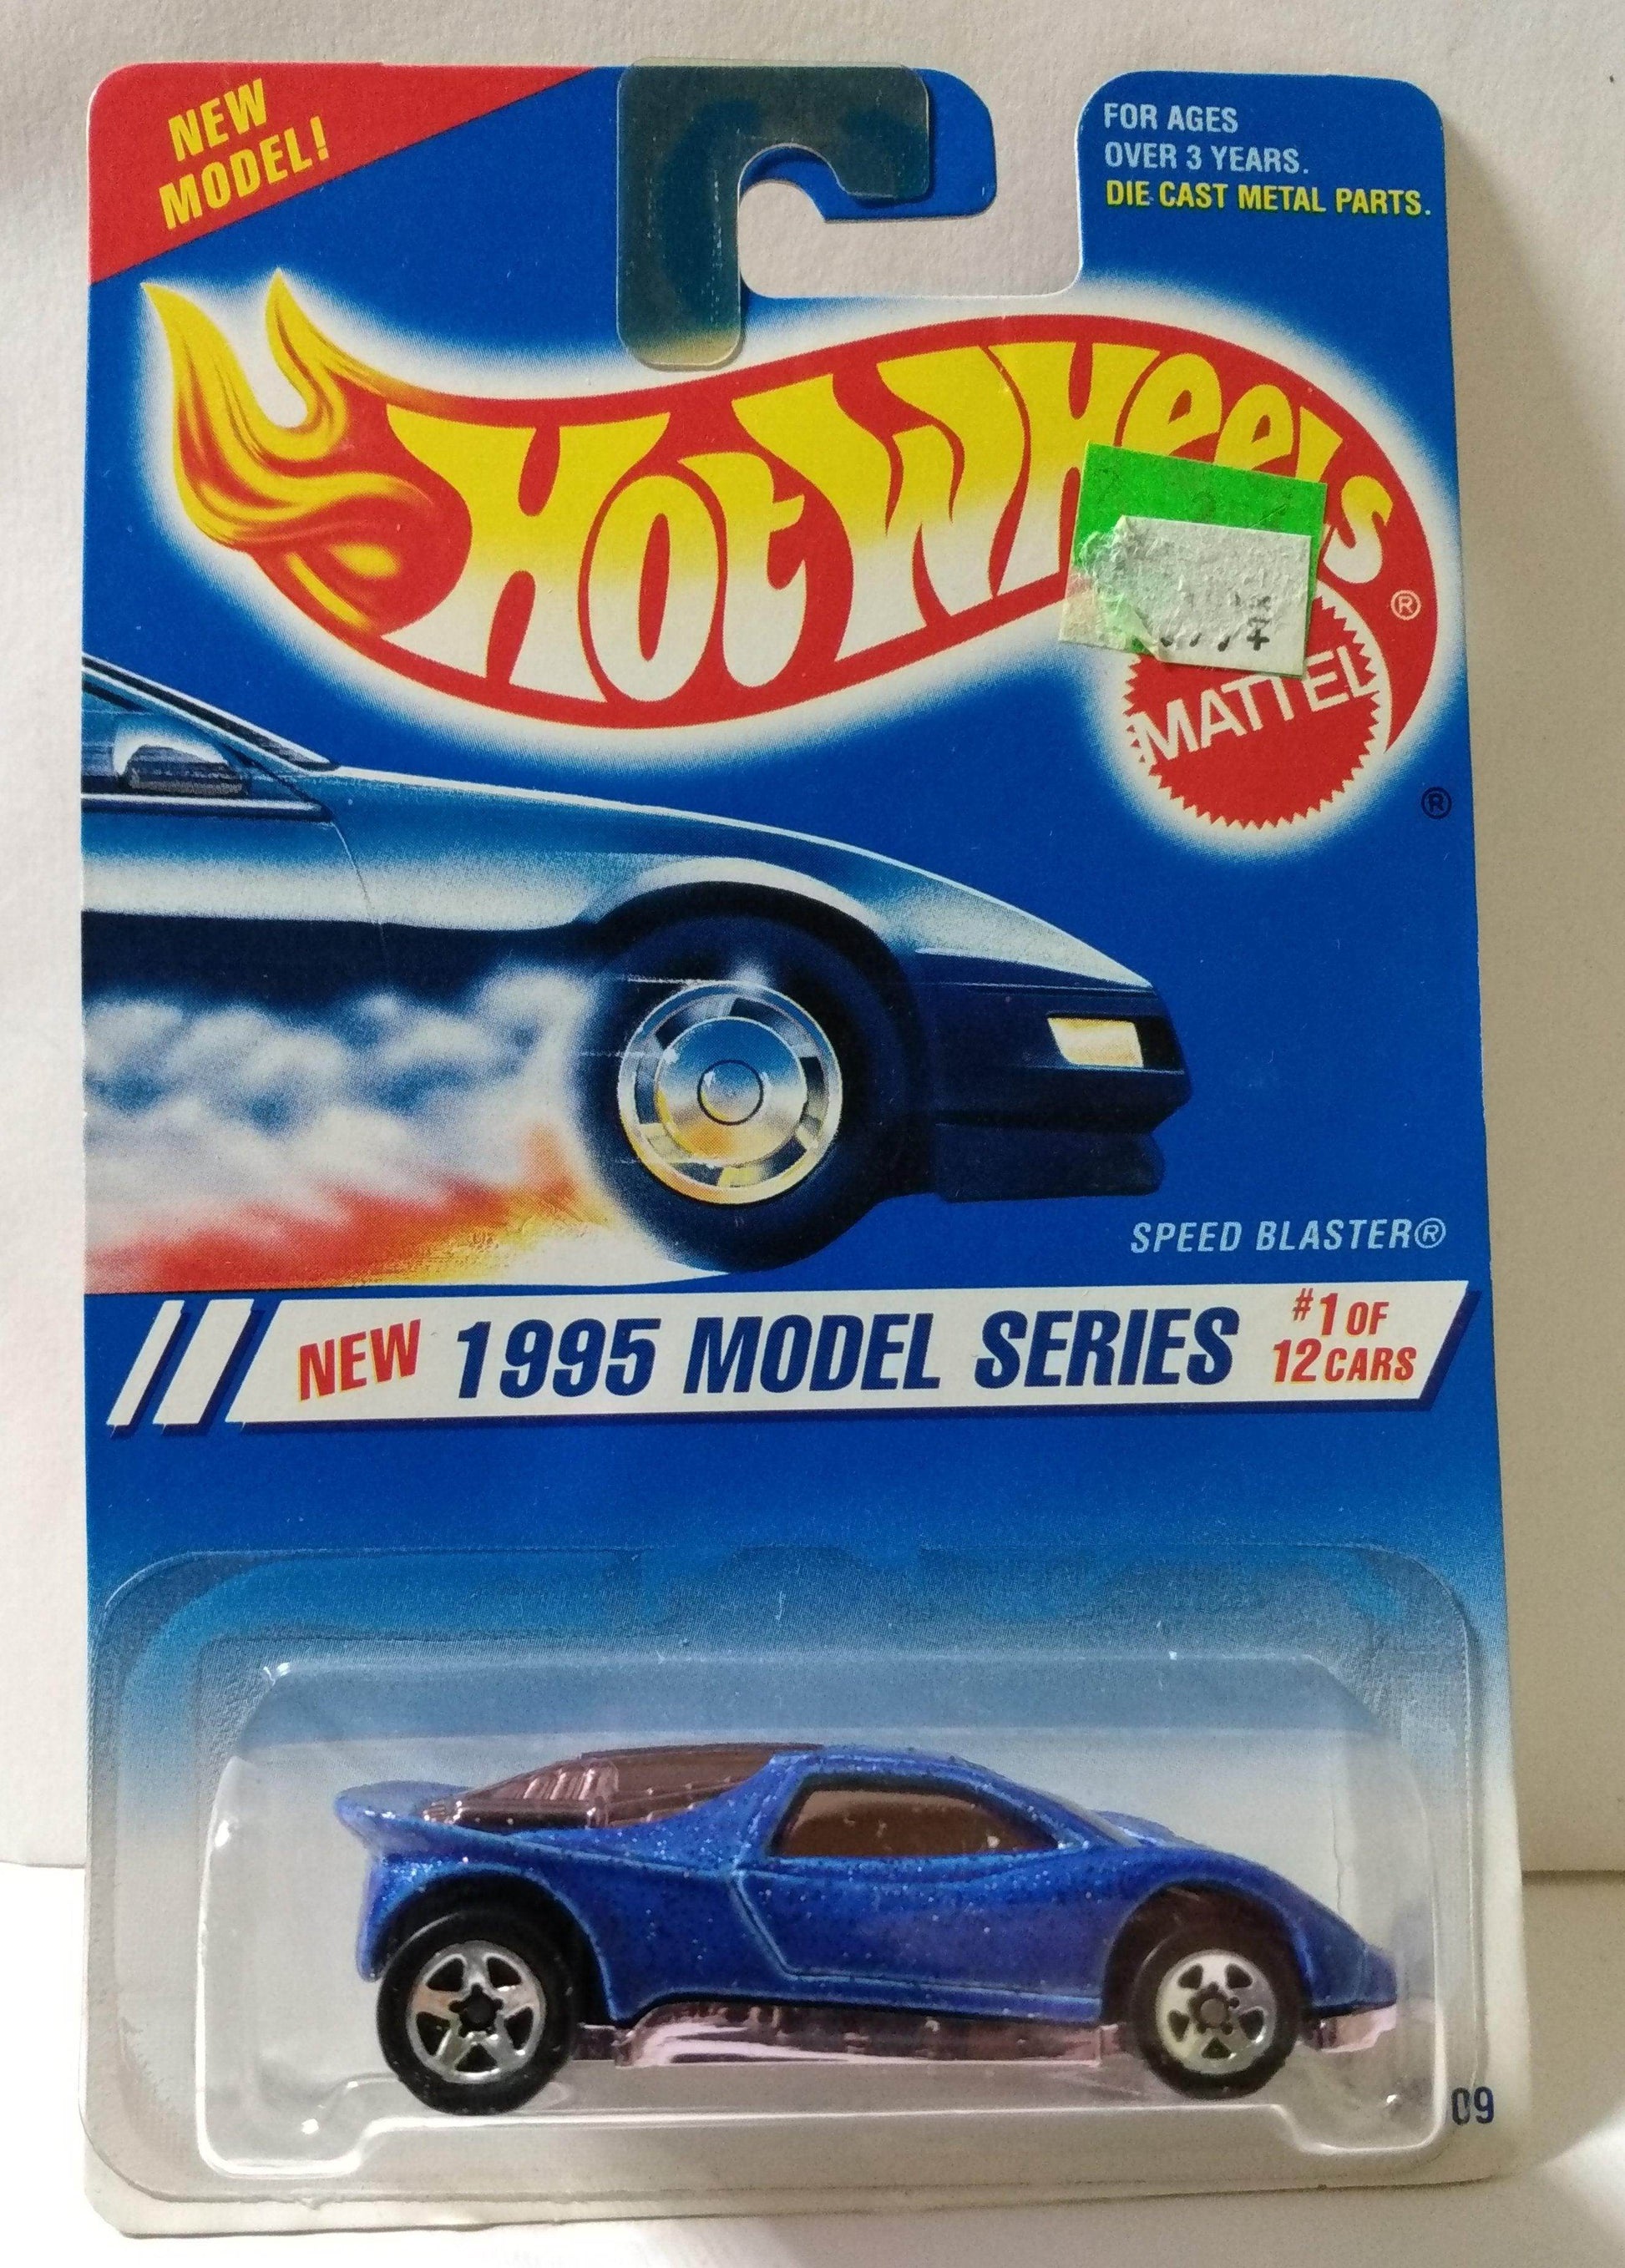 NEW
MODEL!
FOR AGES
OVER 3 YEARS.
DIE CAST METAL PARTS.
HOT WHEELS
®
MATTEL
®
SPEED BLASTER®
NEW 1995 MODEL SERIES
#1 OF
12 CARS
09